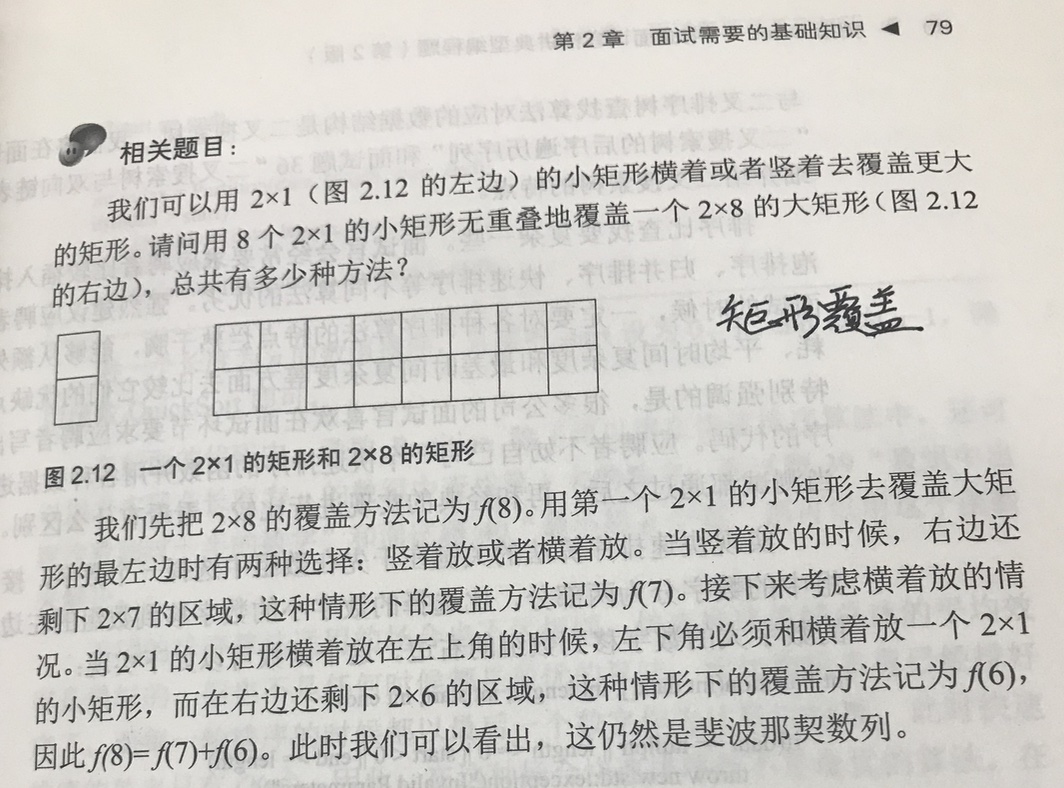 第 2 章 面试需要的基础知识 ◀ 79
相关题目：
我们可以用 2×1（图 2.12 的左边）的小矩形横着或者竖着去覆盖更大
的矩形。请问用 8 个 2×1 的小矩形无重叠地覆盖一个 2×8 的大矩形（图 2.12
的右边），总共有多少种方法？
矩形覆盖
图 2.12 一个 2×1 的矩形和 2×8 的矩形
我们先把 2×8 的覆盖方法记为 f(8)。用第一个 2×1 的小矩形去覆盖大矩
形的最左边时有两种选择：竖着放或者横着放。当竖着放的时候，右边还
剩下 2×7 的区域，这种情形下的覆盖方法记为 f(7)。接下来考虑横着放的情
况。当 2×1 的小矩形横着放在左上角的时候，左下角必须和横着放一个 2×1
的小矩形，而在右边还剩下 2×6 的区域，这种情形下的覆盖方法记为 f(6)，
因此 f(8)= f(7)+f(6)。此时我们可以看出，这仍然是斐波那契数列。